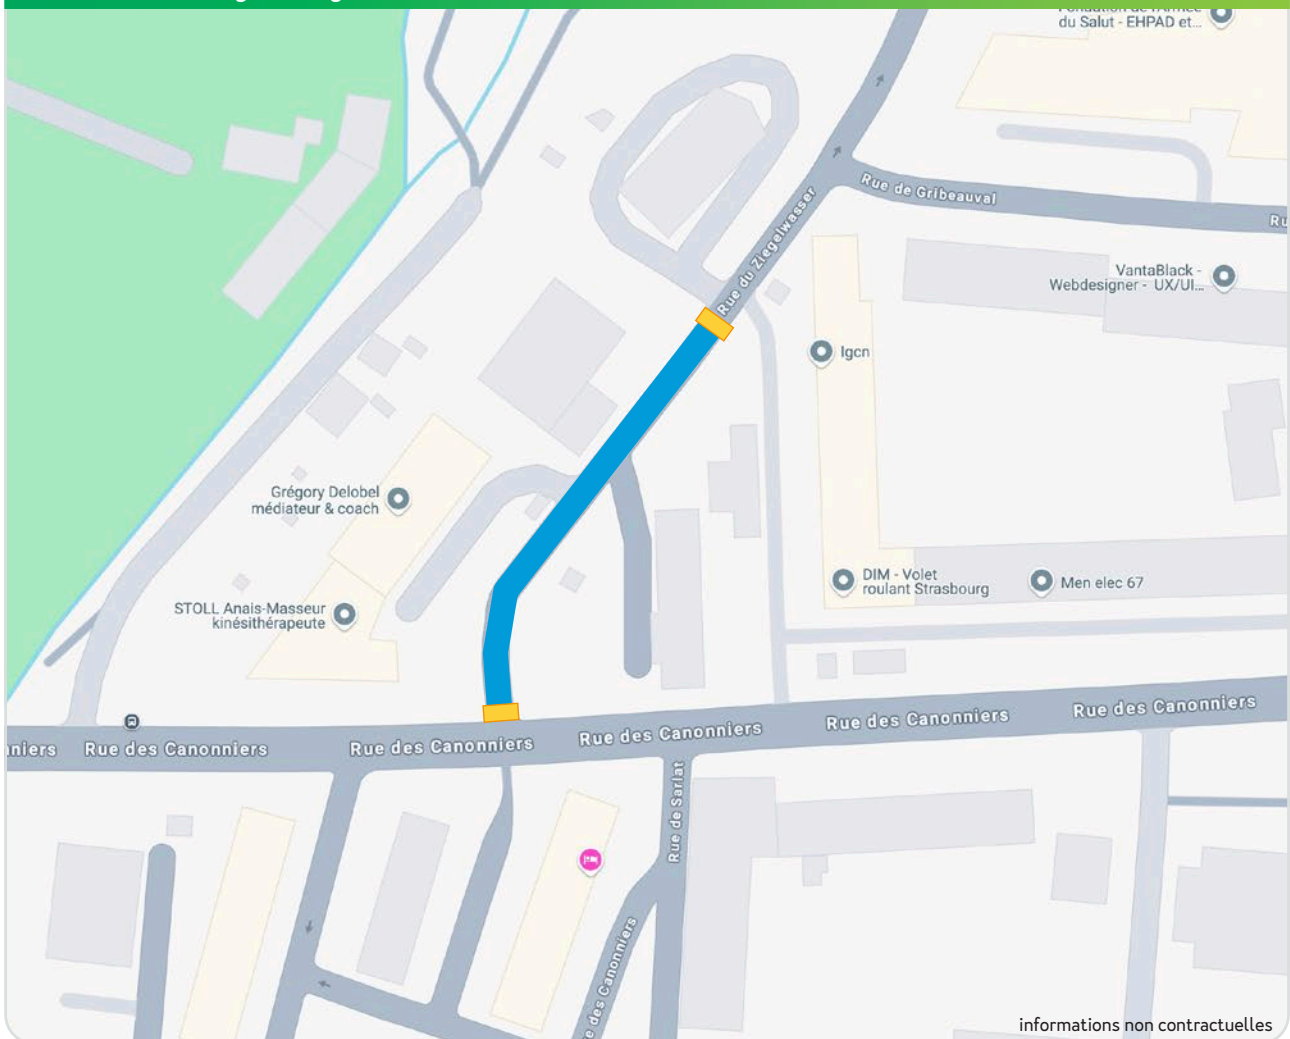 du Salut - EHPAD et...
Rue de Gribeauval
Ru
Rue du Ziegelwasser
VantaBlack -
Webdesigner - UX/UI...
Igcn
Grégory Delobel
médiateur & coach
DIM - Volet
roulant Strasbourg
Men elec 67
STOLL Anais-Masseur
kinésithérapeute
nniers
Rue des Canonniers
Rue des Canonniers
Rue des Canonniers
Rue des Canonniers
Rue des Canonniers
Rue de Sarlat
e des Canonniers
informations non contractuelles